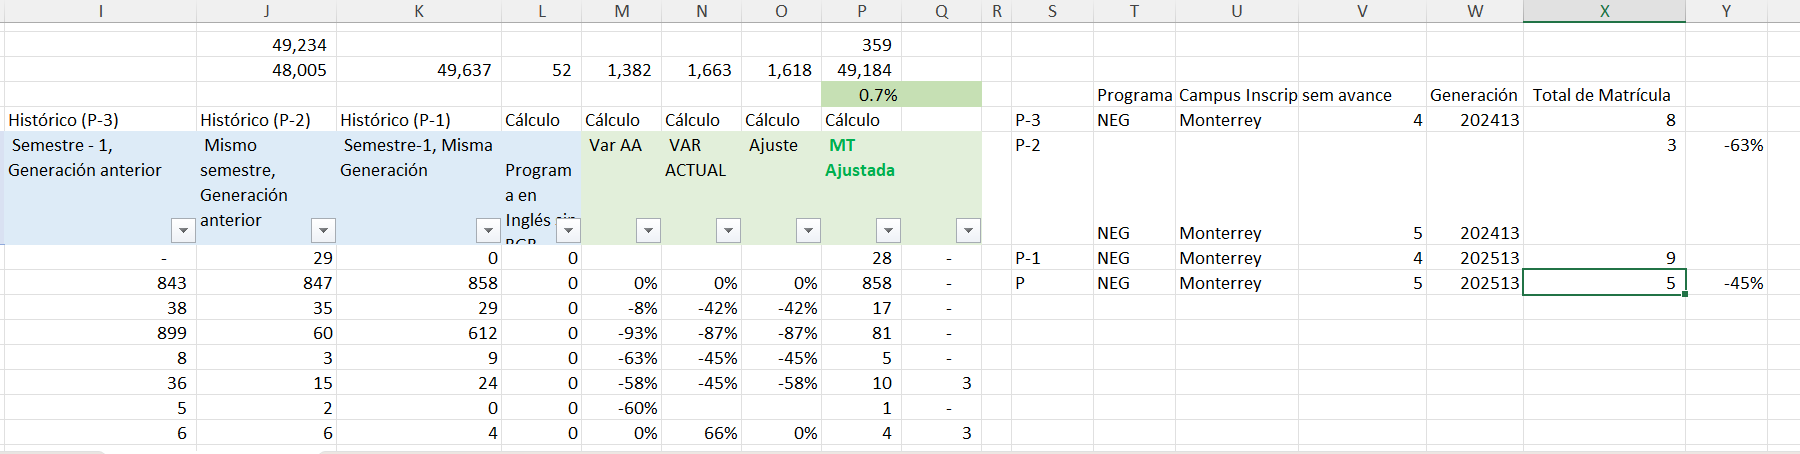 I J K L M N O P Q R S T U V W X Y
49,234 359
48,005 49,637 52 1,382 1,663 1,618 49,184
0.7% Programa Campus Inscrip sem avance Generación Total de Matrícula
Histórico (P-3) Histórico (P-2) Histórico (P-1) Cálculo Cálculo Cálculo Cálculo Cálculo P-3 NEG Monterrey 4 202413 8
Semestre - 1, Mismo Semestre-1, Misma Var AA VAR Ajuste MT P-2 3 -63%
Generación anterior semestre, Generación Program ACTUAL Ajustada
Generación a en
anterior Inglés
NEG Monterrey 5 202413
- 29 0 0 28 - P-1 NEG Monterrey 4 202513 9
843 847 858 0 0% 0% 0% 858 - P NEG Monterrey 5 202513 5 -45%
38 35 29 0 -8% -42% -42% 17 -
899 60 612 0 -93% -87% -87% 81 -
8 3 9 0 -63% -45% -45% 5 -
36 15 24 0 -58% -45% -58% 10 3
5 2 0 0 -60% 1 -
6 6 4 0 0% 66% 0% 4 3